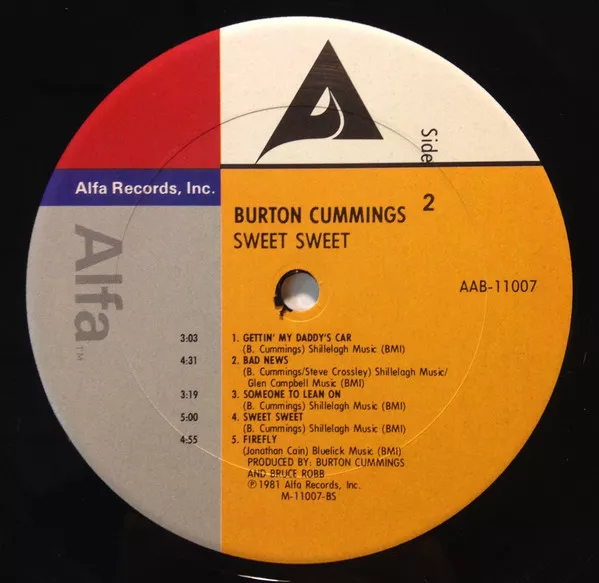 Alfa Records, Inc.
Alfa™
Side
2
BURTON CUMMINGS
SWEET SWEET
AAB-11007
3:03 1. GETTIN' MY DADDY'S CAR
(B. Cummings) Shillelagh Music (BMI)
4:31 2. BAD NEWS
(B. Cummings/Steve Crossley) Shillelagh Music/
Glen Campbell Music (BMI)
3:19 3. SOMEONE TO LEAN ON
(B. Cummings) Shillelagh Music (BMI)
5:00 4. SWEET SWEET
(B. Cummings) Shillelagh Music (BMI)
4:55 5. FIREFLY
(Jonathan Cain) Bluelick Music (BMI)
PRODUCED BY: BURTON CUMMINGS
AND BRUCE ROBB
℗1981 Alfa Records, Inc.
M-11007-BS